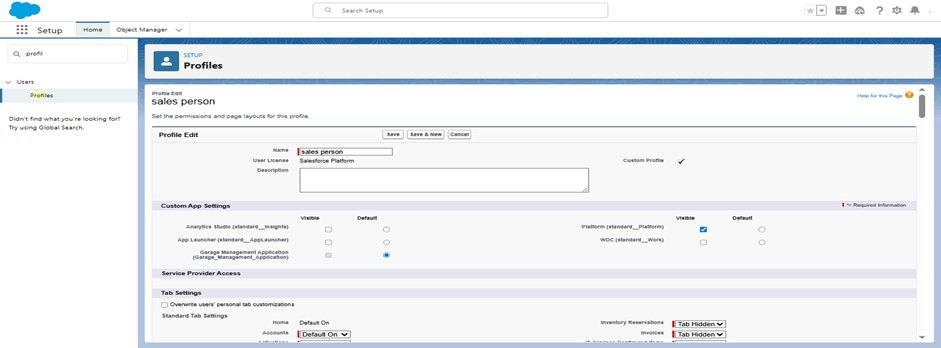 Search Setup
Setup
Home
Object Manager
profil
Users
Profiles
Didn't find what you're looking for?
Try using Global Search.
SETUP
Profiles
Profile Edit
sales person
Help for this Page
Set the permissions and page layouts for this profile.
Profile Edit
Save
Save & New
Cancel
Name
sales person
User License
Salesforce Platform
Custom Profile
Description
Custom App Settings
= Required Information
Visible Default
Visible Default
Analytics Studio (standard__Insights)
Platform (standard__Platform)
App Launcher (standard__AppLauncher)
WDC (standard__Work)
Garage Management Application
(Garage_Management_Application)
Service Provider Access
Tab Settings
Overwrite users' personal tab customizations
Standard Tab Settings
Home Default On
Inventory Reservations Tab Hidden
Accounts Default On
Invoices Tab Hidden